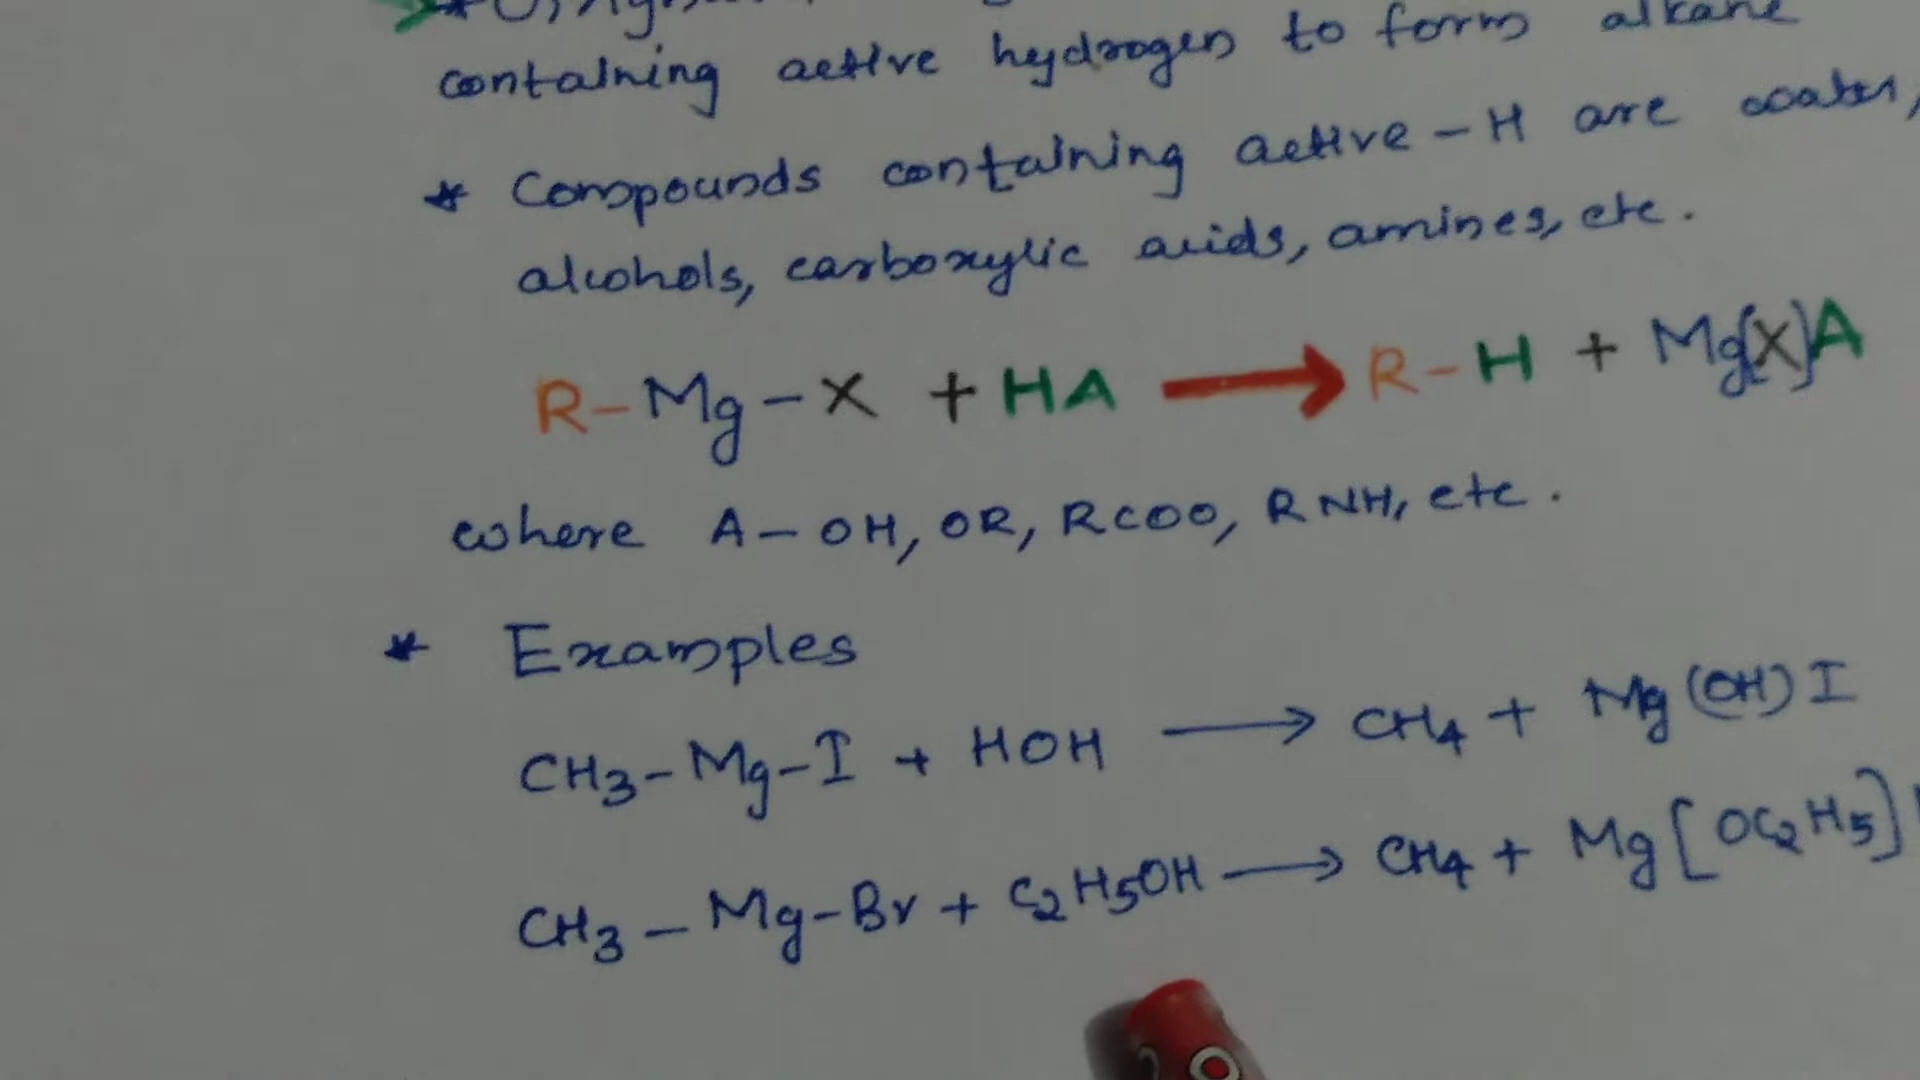 containing active hydrogen to form alkane
* Compounds containing active-H are water,
alcohols, carboxylic acids, amines, etc.
R-Mg-X + HA → R-H + Mg[X]A
where A-OH, OR, RCOO, RNH, etc.
* Examples
CH3-Mg-I + HOH → CH4 + Mg(OH)I
CH3-Mg-Br + C2H5OH → CH4 + Mg[OC2H5]